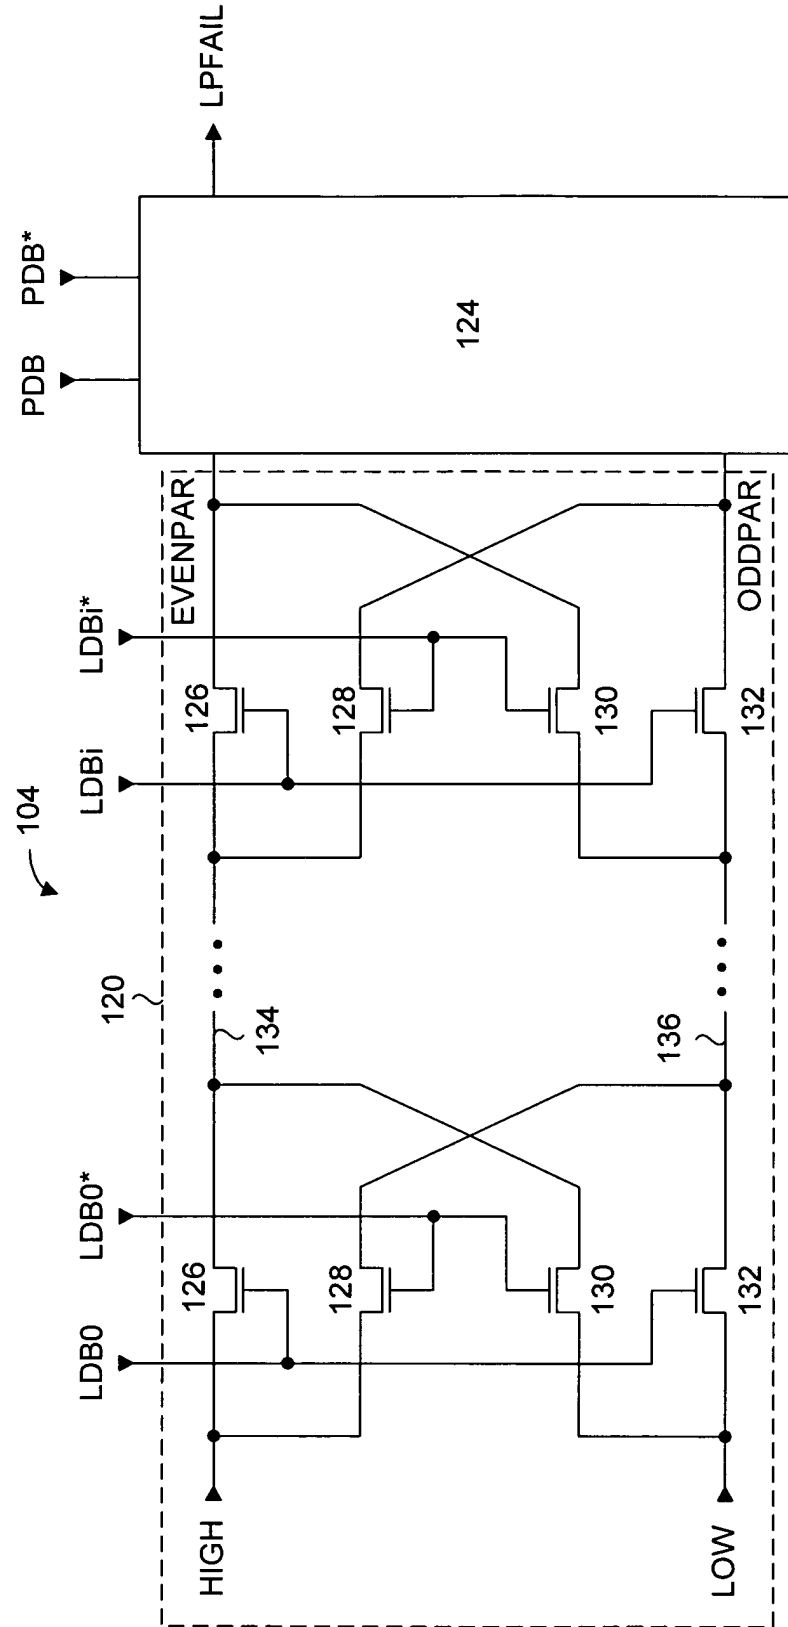 104
120
LDB0
LDB0*
LDBi
LDBi*
PDB
PDB*
HIGH
126
134
126
EVENPAR
LPFAIL
128
128
124
130
130
LOW
132
136
132
ODDPAR